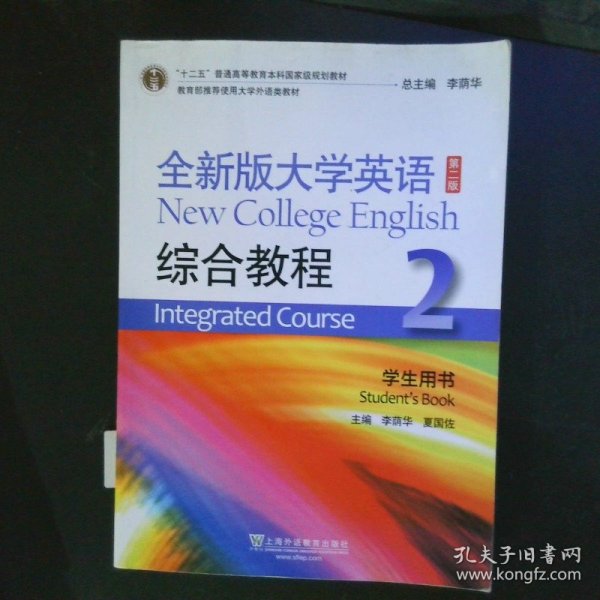 "十二五"普通高等教育本科国家级规划教材
教育部推荐使用大学外语类教材
总主编 李荫华
全新版大学英语
第二版
New College English
综合教程
2
Integrated Course
学生用书
Student's Book
主编 李荫华 夏国佐
上海外语教育出版社
www.sflep.com
孔夫子旧书网
www.kongfz.com